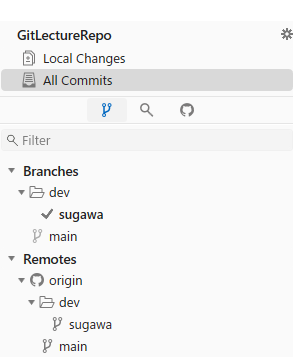 GitLectureRepo
Local Changes
All Commits
Filter
Branches
dev
sugawa
main
Remotes
origin
dev
sugawa
main